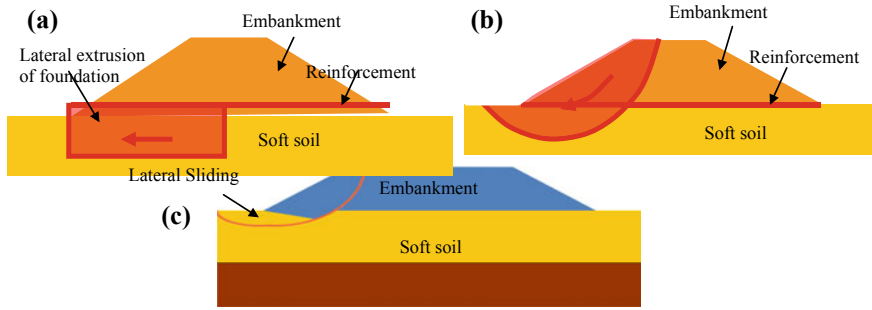 (a)
Embankment
Lateral extrusion
of foundation
Reinforcement
Soft soil
(b)
Embankment
Reinforcement
Soft soil
Lateral Sliding
(c)
Embankment
Soft soil